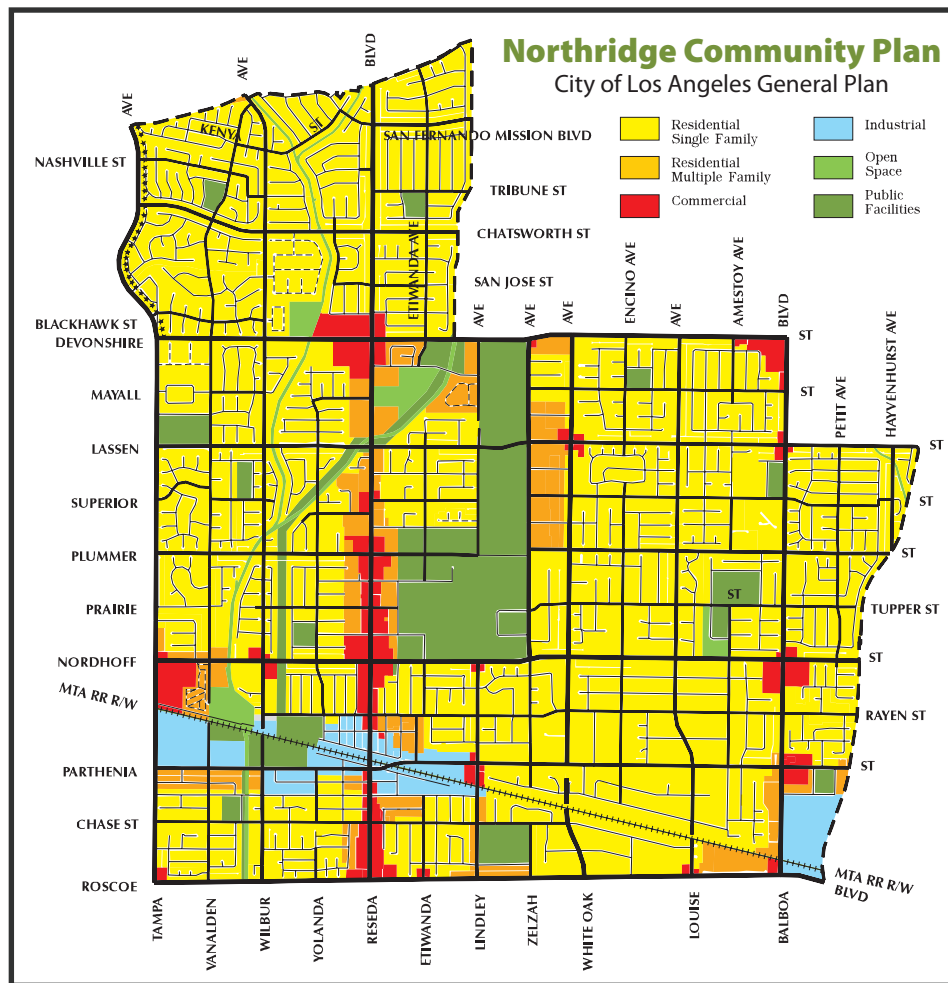 Northridge Community Plan
City of Los Angeles General Plan
Residential
Single Family
Residential
Multiple Family
Commercial
Industrial
Open
Space
Public
Facilities
AVE
AVE
BLVD
KENYA
ST
SAN FERNANDO MISSION BLVD
NASHVILLE ST
TRIBUNE ST
CHATSWORTH ST
ETIWANDA AVE
SAN JOSE ST
AVE
AVE
AVE
ENCINO AVE
AVE
AMESTOY AVE
BLVD
HAYVENHURST AVE
PETIT AVE
BLACKHAWK ST
DEVONSHIRE
ST
MAYALL
ST
LASSEN
ST
SUPERIOR
ST
PLUMMER
ST
PRAIRIE
ST
TUPPER ST
NORDHOFF
ST
MTA RR R/W
RAYEN ST
PARTHENIA
ST
CHASE ST
ROSCOE
MTA RR R/W
BLVD
TAMPA
VANALDEN
WILBUR
YOLANDA
RESEDA
ETIWANDA
LINDLEY
ZELZAH
WHITE OAK
LOUISE
BALBOA